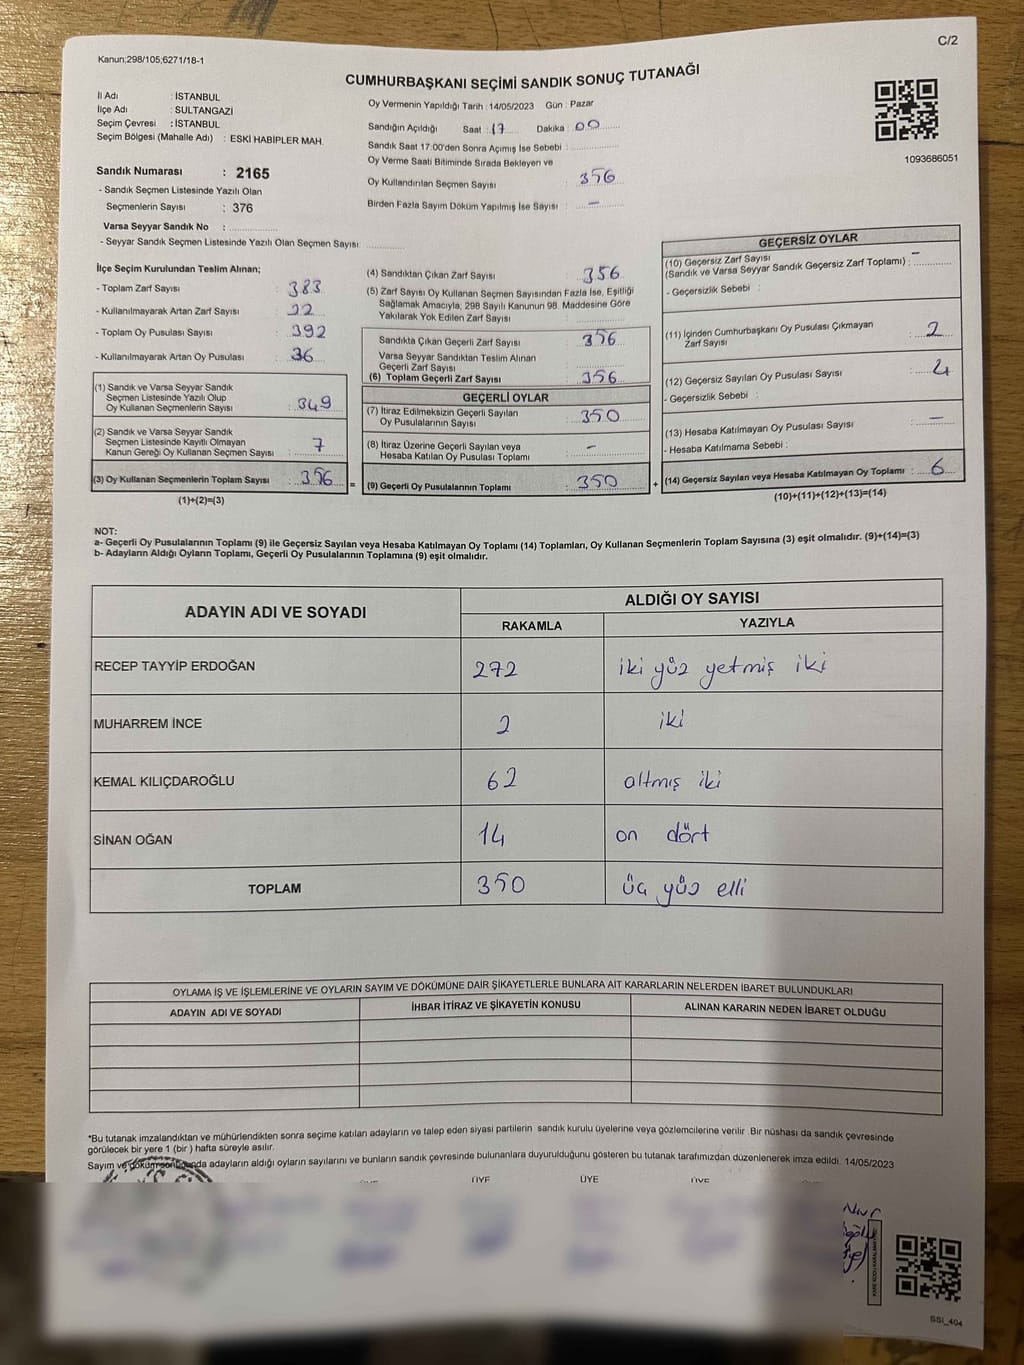 C/2
Kanun;298/105;6271/18-1
CUMHURBAŞKANI SEÇİMİ SANDIK SONUÇ TUTANAĞI
İl Adı : İSTANBUL
İlçe Adı : SULTANGAZİ
Seçim Çevresi : İSTANBUL
Seçim Bölgesi (Mahalle Adı) : ESKİ HABİPLER MAH.
Oy Vermenin Yapıldığı Tarih : 14/05/2023 Gün : Pazar
Sandığın Açıldığı Saat : 17 Dakika : 00
Sandık Saat 17:00'den Sonra Açımış İse Sebebi :
Oy Verme Saati Bitiminde Sırada Bekleyen ve
Oy Kullandırılan Seçmen Sayısı : 356
Birden Fazla Sayım Döküm Yapılmış İse Sayısı : –
1093686051
Sandık Numarası : 2165
- Sandık Seçmen Listesinde Yazılı Olan
Seçmenlerin Sayısı : 376
Varsa Seyyar Sandık No :
- Seyyar Sandık Seçmen Listesinde Yazılı Olan Seçmen Sayısı:
İlçe Seçim Kurulundan Teslim Alınan;
- Toplam Zarf Sayısı : 383
- Kullanılmayarak Artan Zarf Sayısı : 22
- Toplam Oy Pusulası Sayısı : 392
- Kullanılmayarak Artan Oy Pusulası : 36
(1) Sandık ve Varsa Seyyar Sandık
Seçmen Listesinde Yazılı Olup
Oy Kullanan Seçmenlerin Sayısı : 349
(2) Sandık ve Varsa Seyyar Sandık
Seçmen Listesinde Kayıtlı Olmayan
Kanun Gereği Oy Kullanan Seçmen Sayısı : 7
(3) Oy Kullanan Seçmenlerin Toplam Sayısı : 356 =
(1)+(2)=(3)
(4) Sandıktan Çıkan Zarf Sayısı : 356
(5) Zarf Sayısı Oy Kullanan Seçmen Sayısından Fazla İse, Eşitliği
Sağlamak Amacıyla, 298 Sayılı Kanunun 98. Maddesine Göre
Yakılarak Yok Edilen Zarf Sayısı :
Sandıkta Çıkan Geçerli Zarf Sayısı : 356
Varsa Seyyar Sandıktan Teslim Alınan
Geçerli Zarf Sayısı :
(6) Toplam Geçerli Zarf Sayısı : 356
GEÇERLİ OYLAR
(7) İtiraz Edilmeksizin Geçerli Sayılan
Oy Pusulalarının Sayısı : 350
(8) İtiraz Üzerine Geçerli Sayılan veya
Hesaba Katılan Oy Pusulası Toplamı : –
(9) Geçerli Oy Pusulalarının Toplamı : 350 +
GEÇERSİZ OYLAR
(10) Geçersiz Zarf Sayısı
(Sandık ve Varsa Seyyar Sandık Geçersiz Zarf Toplamı) : –
- Geçersizlik Sebebi :
(11) İçinden Cumhurbaşkanı Oy Pusulası Çıkmayan
Zarf Sayısı : 2
(12) Geçersiz Sayılan Oy Pusulası Sayısı : 4
- Geçersizlik Sebebi :
(13) Hesaba Katılmayan Oy Pusulası Sayısı : –
- Hesaba Katılmama Sebebi :
(14) Geçersiz Sayılan veya Hesaba Katılmayan Oy Toplamı : 6
(10)+(11)+(12)+(13)=(14)
NOT:
a- Geçerli Oy Pusulalarının Toplamı (9) ile Geçersiz Sayılan veya Hesaba Katılmayan Oy Toplamı (14) Toplamları, Oy Kullanan Seçmenlerin Toplam Sayısına (3) eşit olmalıdır. (9)+(14)=(3)
b- Adayların Aldığı Oyların Toplamı, Geçerli Oy Pusulalarının Toplamına (9) eşit olmalıdır.
ADAYIN ADI VE SOYADI ALDIĞI OY SAYISI
RAKAMLA YAZIYLA
RECEP TAYYİP ERDOĞAN 272 iki yüz yetmiş iki
MUHARREM İNCE 2 iki
KEMAL KILIÇDAROĞLU 62 altmış iki
SİNAN OĞAN 14 on dört
TOPLAM 350 üç yüz elli
OYLAMA İŞ VE İŞLEMLERİNE VE OYLARIN SAYIM VE DÖKÜMÜNE DAİR ŞİKAYETLERLE BUNLARA AİT KARARLARIN NELERDEN İBARET BULUNDUKLARI
ADAYIN ADI VE SOYADI İHBAR İTİRAZ VE ŞİKAYETİN KONUSU ALINAN KARARIN NEDEN İBARET OLDUĞU
*Bu tutanak imzalandıktan ve mühürlendikten sonra seçime katılan adayların ve talep eden siyasi partilerin sandık kurulu üyelerine veya gözlemcilerine verilir. Bir nüshası da sandık çevresinde
görülecek bir yere 1 (bir) hafta süreyle asılır.
Sayım ve döküm sonucunda adayların aldığı oyların sayılarını ve bunların sandık çevresinde bulunanlara duyurulduğunu gösteren bu tutanak tarafımızdan düzenlenerek imza edildi. 14/05/2023
ÜYE ÜYE ÜYE
SSİ_404